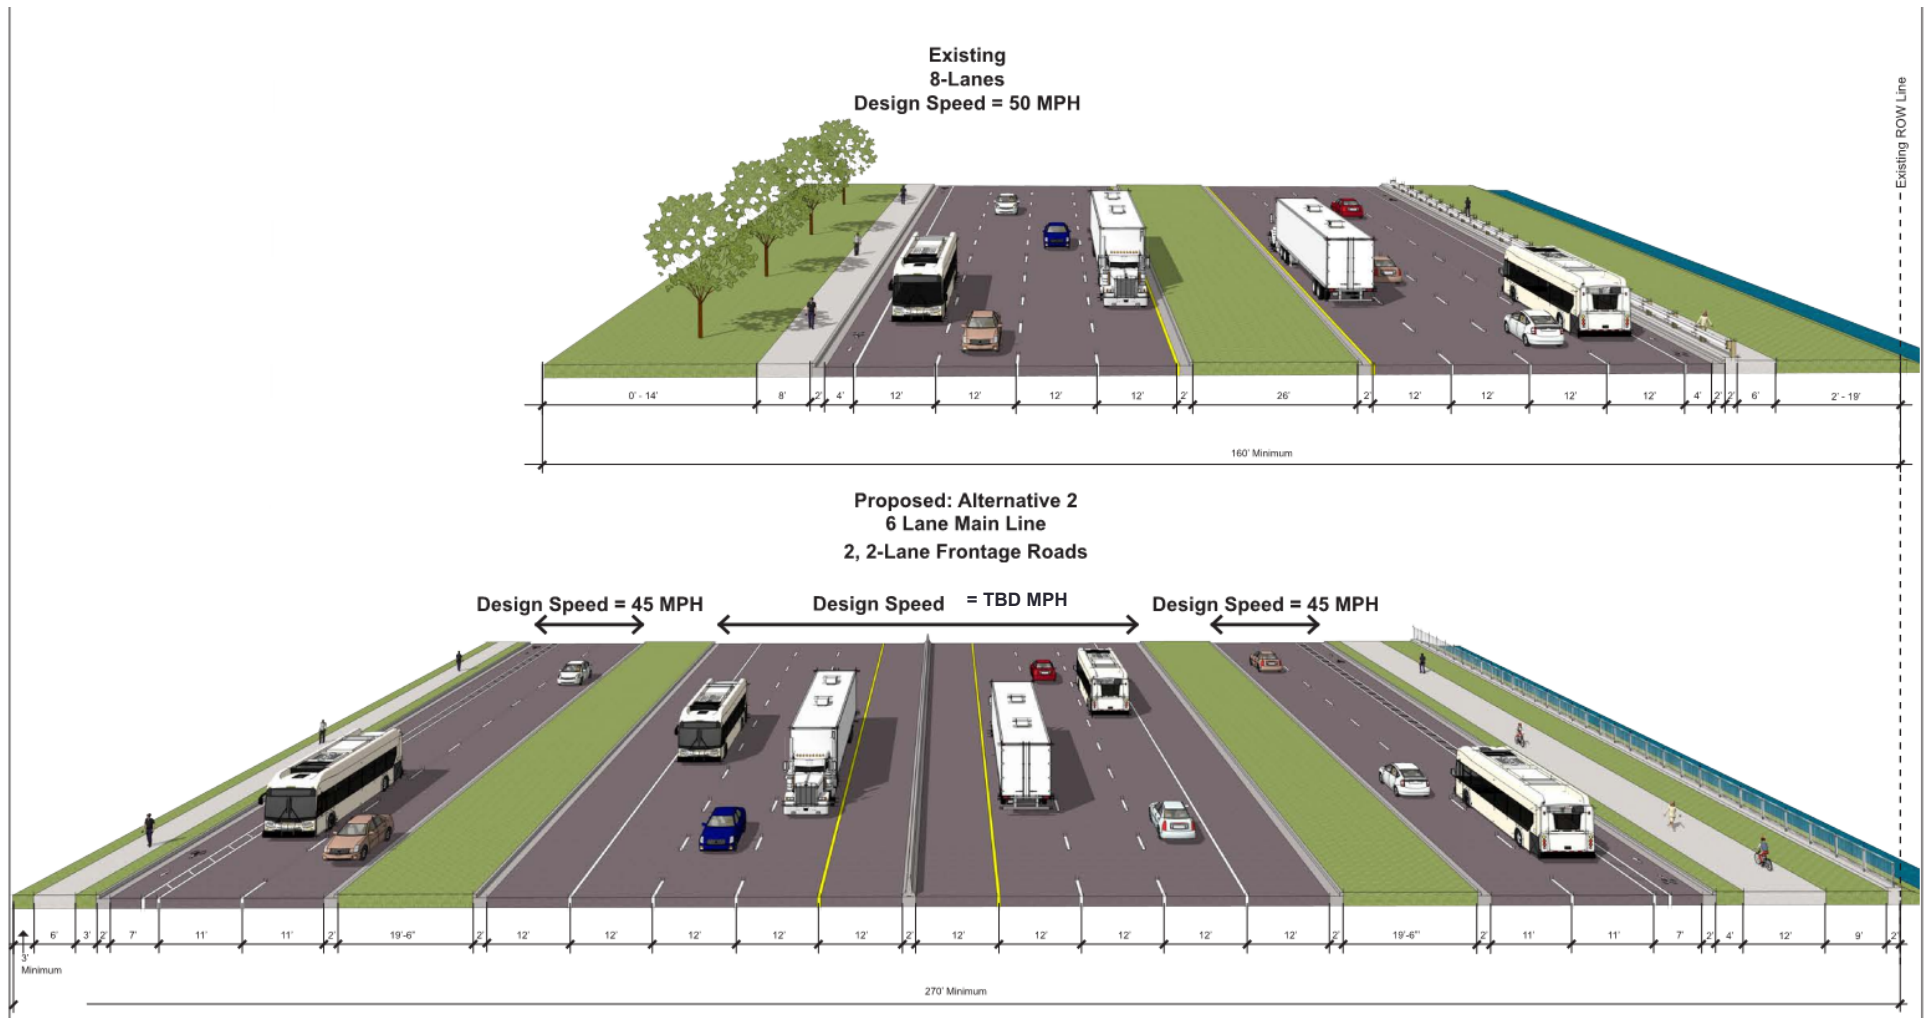 Existing
8-Lanes
Design Speed = 50 MPH
Existing ROW Line
0' - 14' 8' 2' 4' 12' 12' 12' 12' 2' 26' 2' 12' 12' 12' 12' 4' 2' 2' 6' 2' - 19'
160' Minimum
Proposed: Alternative 2
6 Lane Main Line
2, 2-Lane Frontage Roads
Design Speed = 45 MPH Design Speed = TBD MPH Design Speed = 45 MPH
3' Minimum 6' 3' 2' 7' 11' 11' 2' 19'-6" 2' 12' 12' 12' 12' 12' 2' 12' 12' 12' 12' 12' 2' 19'-6"' 2' 11' 11' 7' 2' 4' 12' 9' 2'
270' Minimum